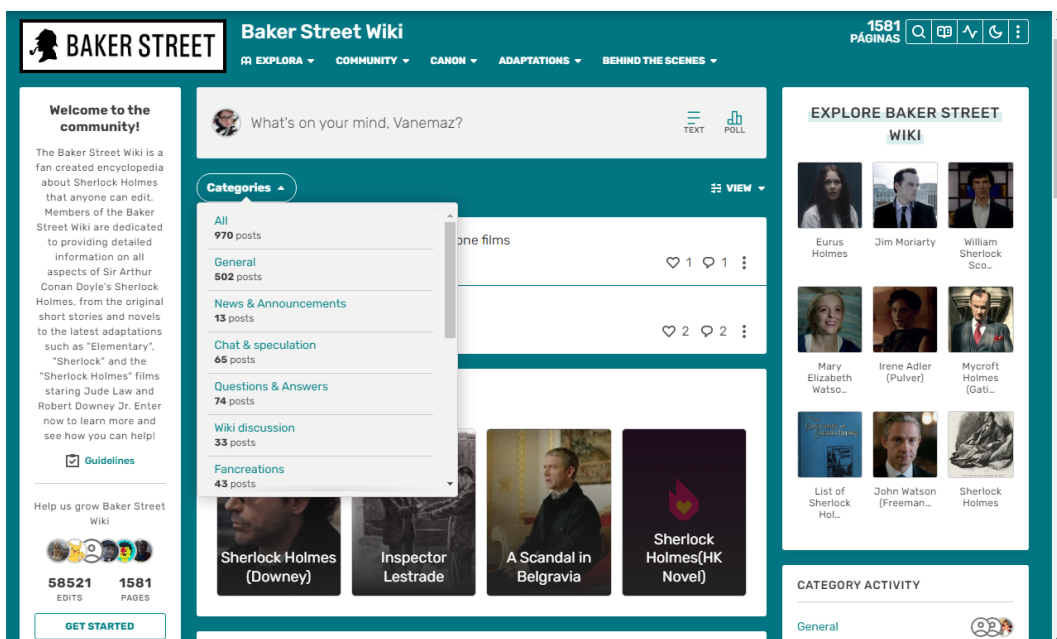 BAKER STREET
Baker Street Wiki
EXPLORA
COMMUNITY
CANON
ADAPTATIONS
BEHIND THE SCENES
1581
PÁGINAS
Welcome to the
community!
The Baker Street Wiki is a
fan created encyclopedia
about Sherlock Holmes
that anyone can edit.
Members of the Baker
Street Wiki are dedicated
to providing detailed
information on all
aspects of Sir Arthur
Conan Doyle's Sherlock
Holmes, from the original
short stories and novels
to the latest adaptations
such as "Elementary",
"Sherlock" and the
"Sherlock Holmes" films
staring Jude Law and
Robert Downey Jr. Enter
now to learn more and
see how you can help!
Guidelines
Help us grow Baker Street
Wiki
58521
EDITS
1581
PAGES
GET STARTED
What's on your mind, Vanemaz?
TEXT
POLL
Categories
VIEW
All
970 posts
General
502 posts
News & Announcements
13 posts
Chat & speculation
65 posts
Questions & Answers
74 posts
Wiki discussion
33 posts
Fancreations
43 posts
one films
1 1
2 2
Sherlock Holmes
(Downey)
Inspector
Lestrade
A Scandal in
Belgravia
Sherlock
Holmes(HK
Novel)
EXPLORE BAKER STREET
WIKI
Eurus
Holmes
Jim Moriarty
William
Sherlock
Sco...
Mary
Elizabeth
Watso...
Irene Adler
(Pulver)
Mycroft
Holmes
(Gati...
List of
Sherlock
Hol...
John Watson
(Freeman...
Sherlock
Holmes
CATEGORY ACTIVITY
General